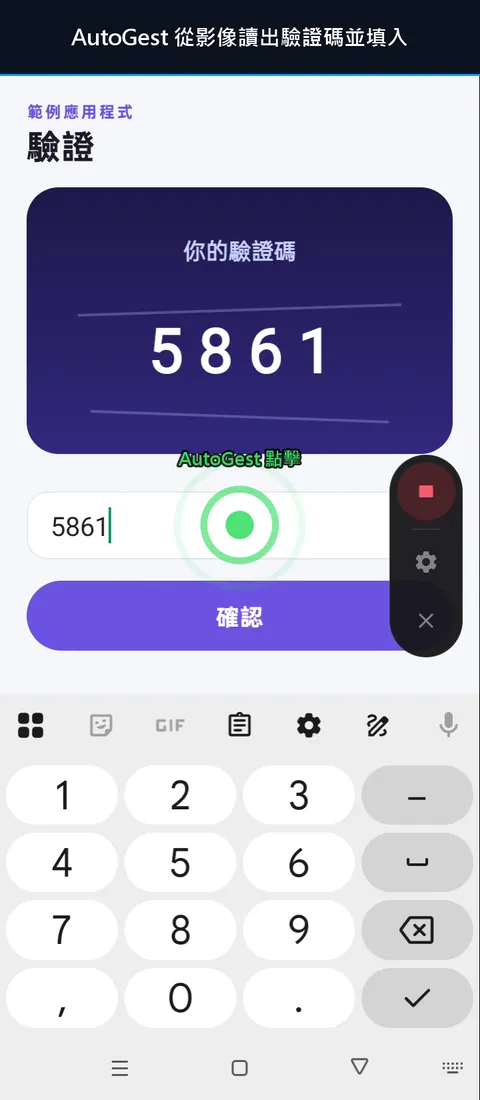 AutoGest 從影像讀出驗證碼並填入
範例應用程式
驗證
你的驗證碼
5861
AutoGest 點擊
5861
確認
GIF
1 2 3 –
4 5 6
7 8 9
, 0 .